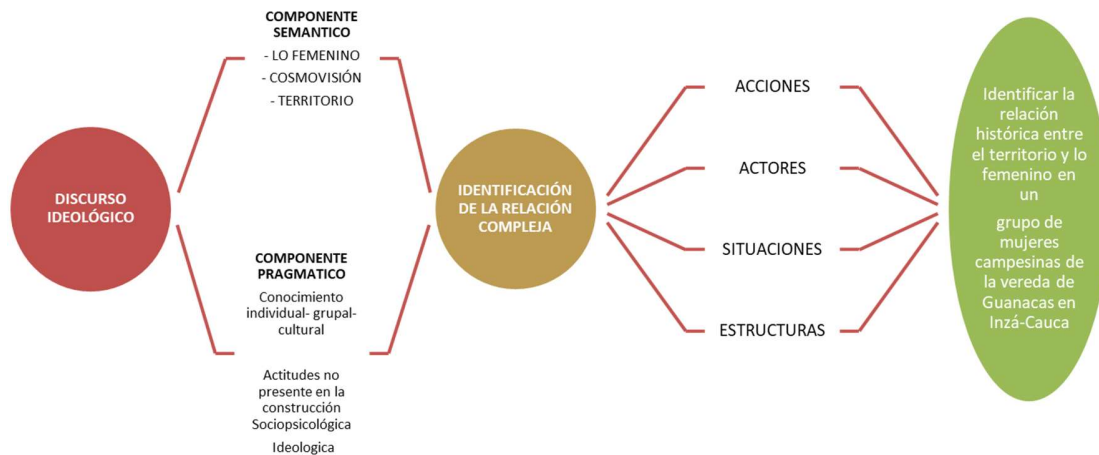 DISCURSO
IDEOLÓGICO
COMPONENTE
SEMANTICO
- LO FEMENINO
- COSMOVISIÓN
- TERRITORIO
COMPONENTE
PRAGMATICO
Conocimiento
individual- grupal-
cultural
Actitudes no
presente en la
construcción
Sociopsicológica
Ideologica
IDENTIFICACIÓN
DE LA RELACIÓN
COMPLEJA
ACCIONES
ACTORES
SITUACIONES
ESTRUCTURAS
Identificar la
relación
histórica entre
el territorio y lo
femenino en
un
grupo de
mujeres
campesinas de
la vereda de
Guanacas en
Inzá-Cauca